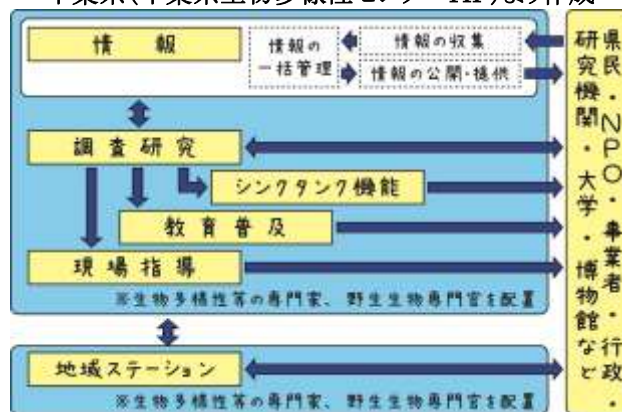 千葉県(千葉県生物多様性センターHP)より作成
情報
情報の
一括管理
情報の収集
情報の公開・提供
調査研究
シンクタンク機能
教育普及
現場指導
※生物多様性等の専門家、野生生物専門官を配置
地域ステーション
※生物多様性等の専門家、野生生物専門官を配置
県民・NPO・事業者・行政・
研究機関・大学・博物館など